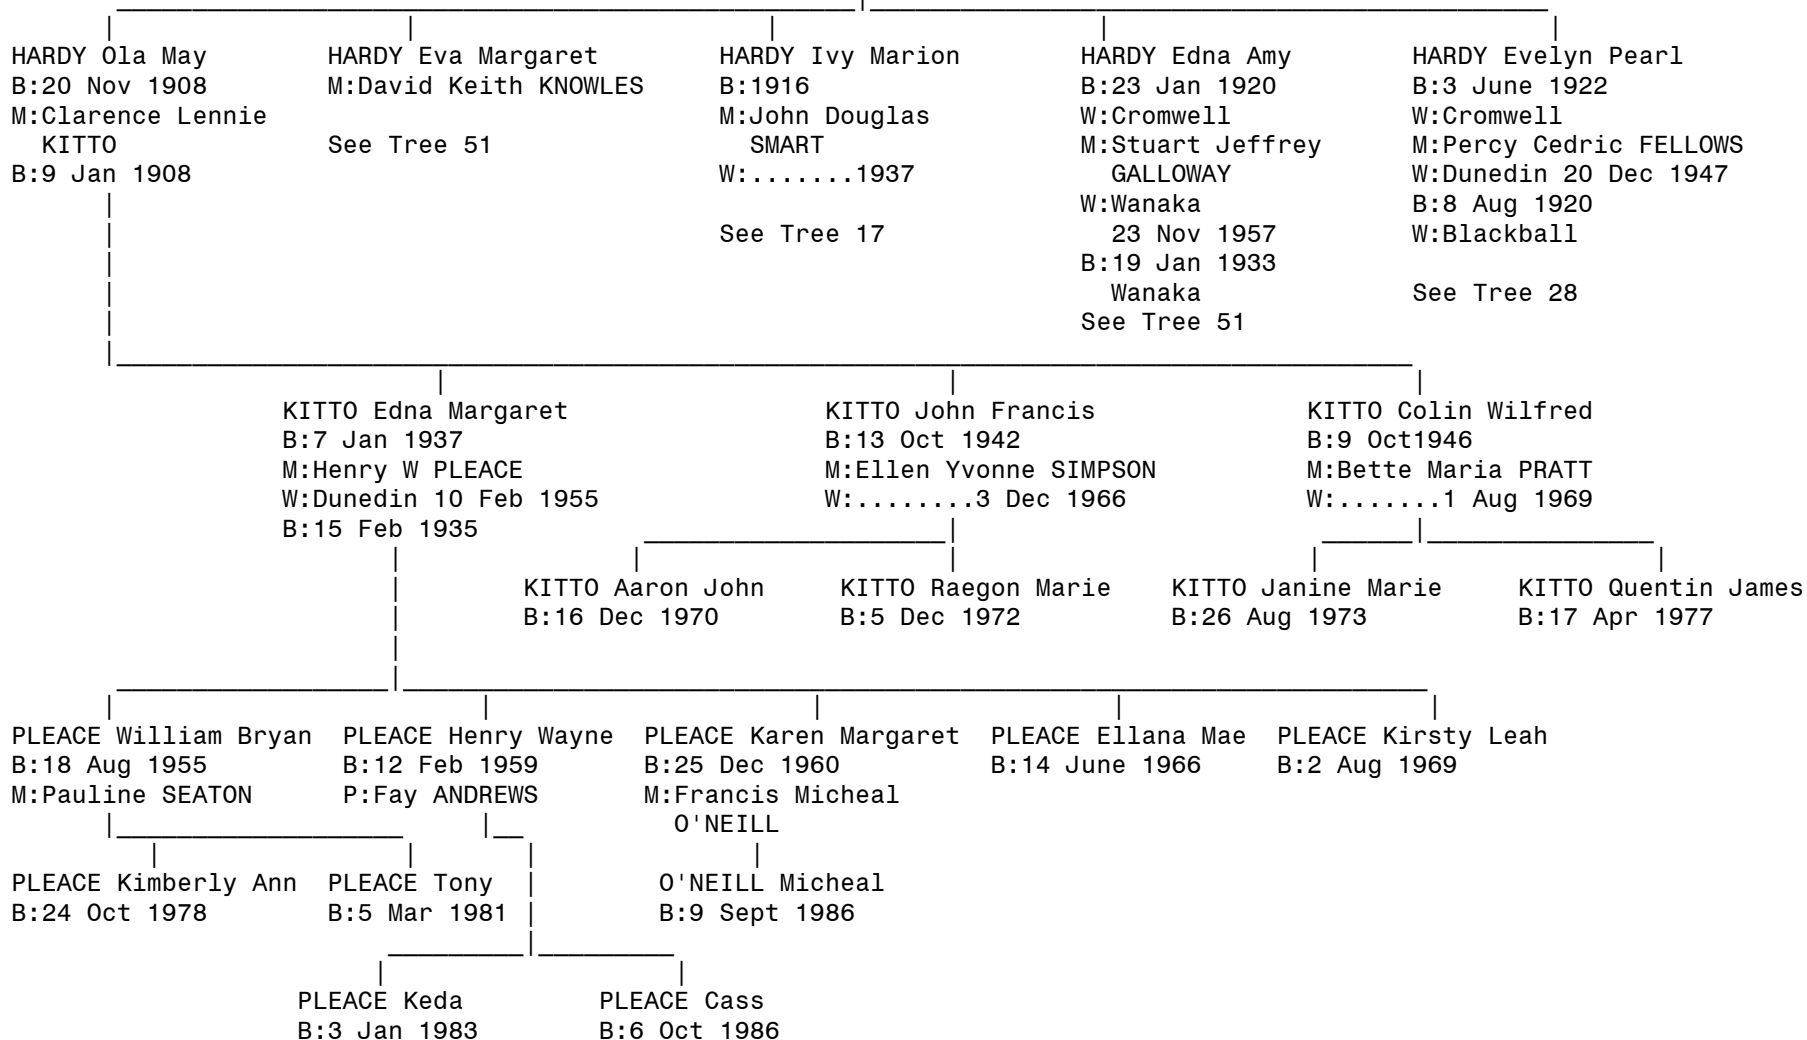 HARDY Ola May HARDY Eva Margaret HARDY Ivy Marion HARDY Edna Amy HARDY Evelyn Pearl
B:20 Nov 1908 M:David Keith KNOWLES B:1916 B:23 Jan 1920 B:3 June 1922
M:Clarence Lennie M:John Douglas W:Cromwell W:Cromwell
KITTO See Tree 51 SMART M:Stuart Jeffrey M:Percy Cedric FELLOWS
B:9 Jan 1908 W:.......1937 GALLOWAY W:Dunedin 20 Dec 1947
W:Wanaka B:8 Aug 1920
See Tree 17 23 Nov 1957 W:Blackball
B:19 Jan 1933
Wanaka See Tree 28
See Tree 51
KITTO Edna Margaret KITTO John Francis KITTO Colin Wilfred
B:7 Jan 1937 B:13 Oct 1942 B:9 Oct1946
M:Henry W PLEACE M:Ellen Yvonne SIMPSON M:Bette Maria PRATT
W:Dunedin 10 Feb 1955 W:........3 Dec 1966 W:.......1 Aug 1969
B:15 Feb 1935
KITTO Aaron John KITTO Raegon Marie KITTO Janine Marie KITTO Quentin James
B:16 Dec 1970 B:5 Dec 1972 B:26 Aug 1973 B:17 Apr 1977
PLEACE William Bryan PLEACE Henry Wayne PLEACE Karen Margaret PLEACE Ellana Mae PLEACE Kirsty Leah
B:18 Aug 1955 B:12 Feb 1959 B:25 Dec 1960 B:14 June 1966 B:2 Aug 1969
M:Pauline SEATON P:Fay ANDREWS M:Francis Micheal
O'NEILL
PLEACE Kimberly Ann PLEACE Tony O'NEILL Micheal
B:24 Oct 1978 B:5 Mar 1981 B:9 Sept 1986
PLEACE Keda PLEACE Cass
B:3 Jan 1983 B:6 Oct 1986